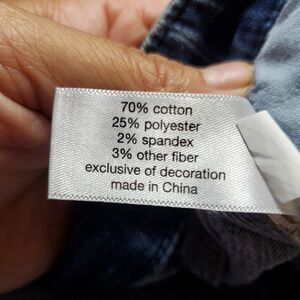 70% cotton
25% polyester
2% spandex
3% other fiber
exclusive of decoration
made in China